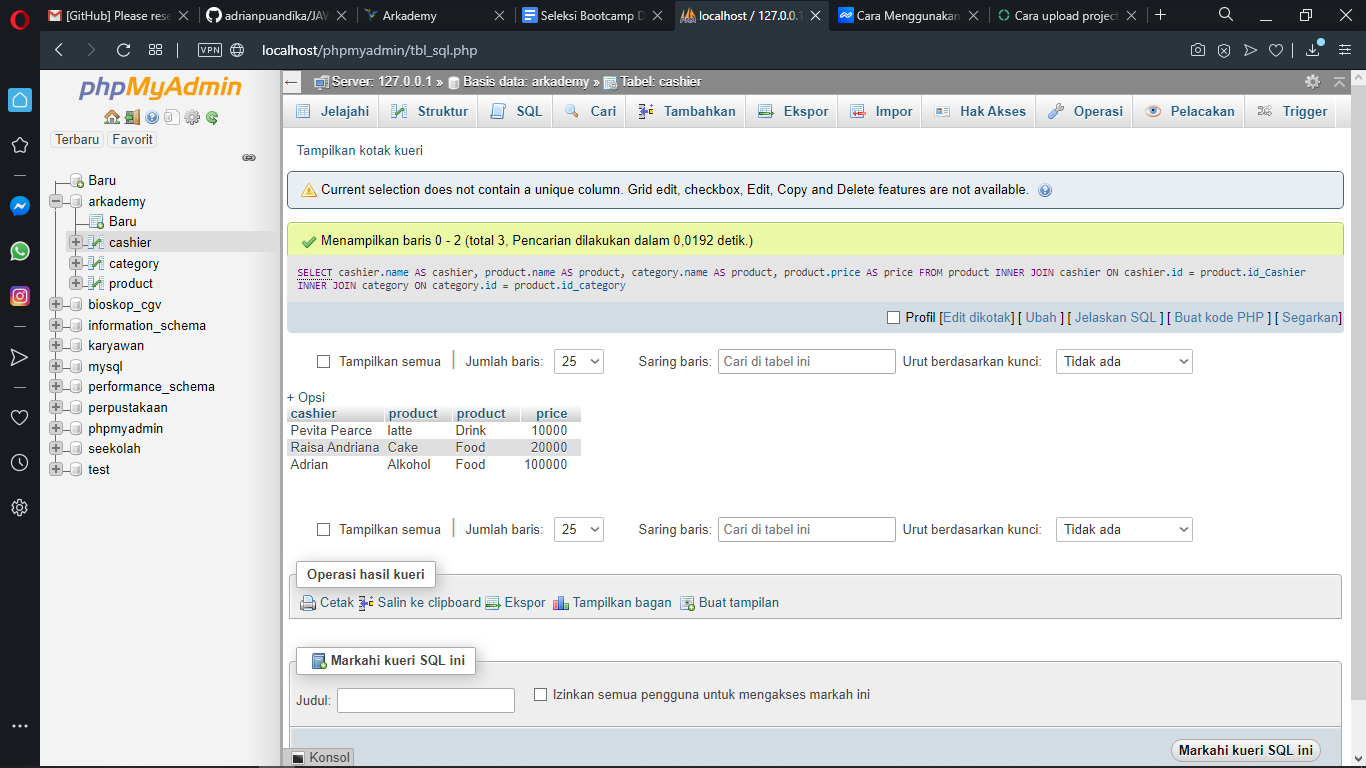 [GitHub] Please rese
adrianpuandika/JAV
Arkademy
Seleksi Bootcamp D
localhost / 127.0.0.1
Cara Menggunakan
Cara upload project
VPN localhost/phpmyadmin/tbl_sql.php
phpMyAdmin
Terbaru Favorit
Baru
arkademy
Baru
cashier
category
product
bioskop_cgv
information_schema
karyawan
mysql
performance_schema
perpustakaan
phpmyadmin
seekolah
test
Server: 127.0.0.1 » Basis data: arkademy » Tabel: cashier
Jelajahi Struktur SQL Cari Tambahkan Ekspor Impor Hak Akses Operasi Pelacakan Trigger
Tampilkan kotak kueri
Current selection does not contain a unique column. Grid edit, checkbox, Edit, Copy and Delete features are not available.
Menampilkan baris 0 - 2 (total 3, Pencarian dilakukan dalam 0,0192 detik.)
SELECT cashier.name AS cashier, product.name AS product, category.name AS product, product.price AS price FROM product INNER JOIN cashier ON cashier.id = product.id_Cashier
INNER JOIN category ON category.id = product.id_category
Profil [Edit dikotak] [ Ubah ] [ Jelaskan SQL ] [ Buat kode PHP ] [ Segarkan]
Tampilkan semua | Jumlah baris: 25 Saring baris: Cari di tabel ini Urut berdasarkan kunci: Tidak ada
+ Opsi
cashier product product price
Pevita Pearce latte Drink 10000
Raisa Andriana Cake Food 20000
Adrian Alkohol Food 100000
Tampilkan semua | Jumlah baris: 25 Saring baris: Cari di tabel ini Urut berdasarkan kunci: Tidak ada
Operasi hasil kueri
Cetak Salin ke clipboard Ekspor Tampilkan bagan Buat tampilan
Markahi kueri SQL ini
Judul: Izinkan semua pengguna untuk mengakses markah ini
Markahi kueri SQL ini
Konsol